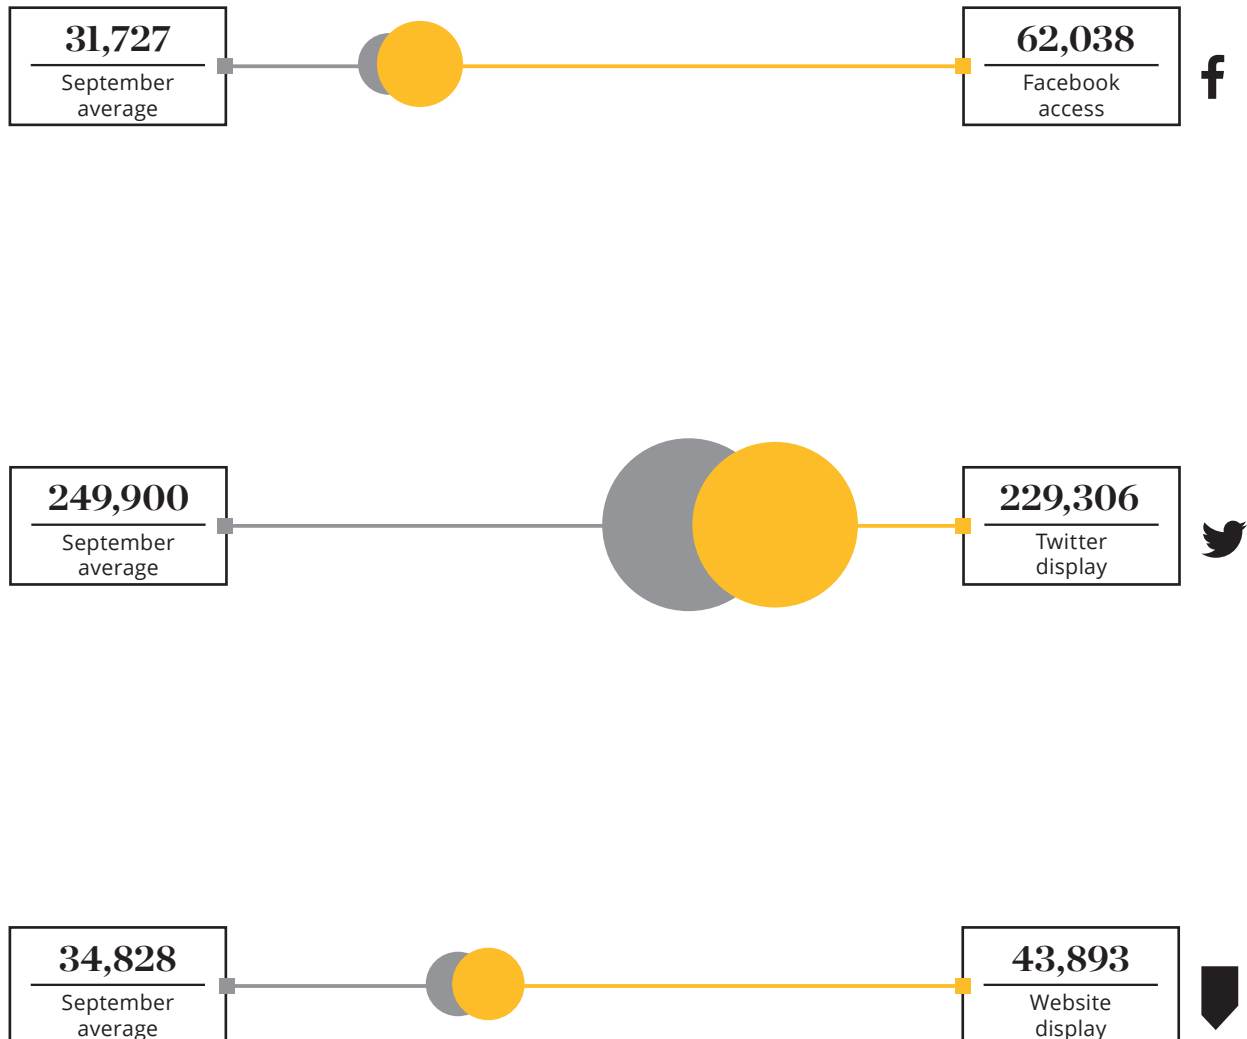 31,727
September
average
62,038
Facebook
access
249,900
September
average
229,306
Twitter
display
34,828
September
average
43,893
Website
display